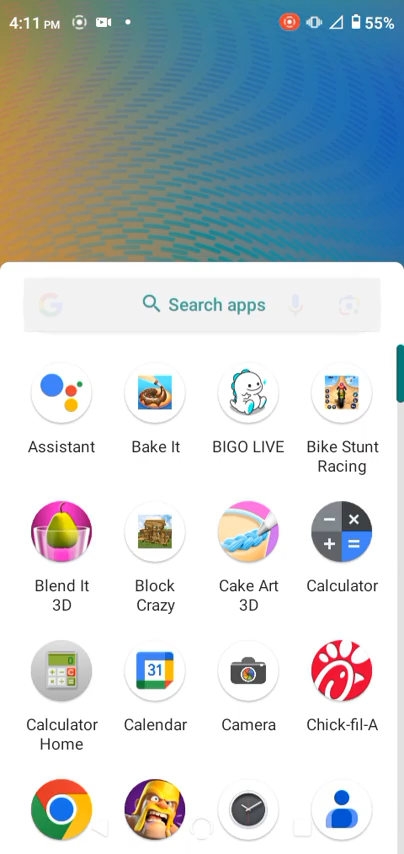 4:11 PM
55%
Search apps
Assistant
Bake It
BIGO LIVE
Bike Stunt
Racing
Blend It
3D
Block
Crazy
Cake Art
3D
Calculator
Calculator
Home
31
Calendar
Camera
Chick-fil-A